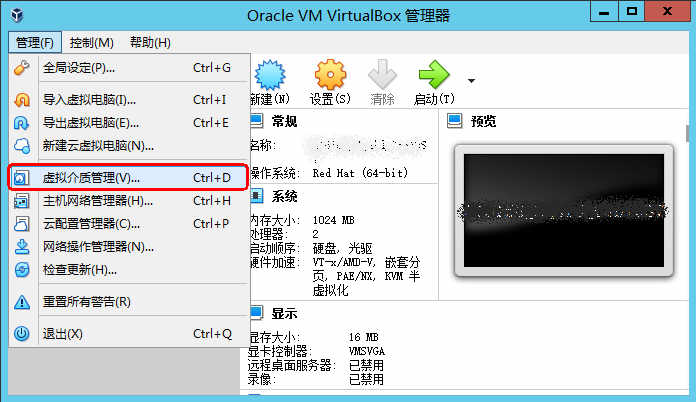 Oracle VM VirtualBox 管理器
管理(F) 控制(M) 帮助(H)
全局设定(P)... Ctrl+G
导入虚拟电脑(I)... Ctrl+I
导出虚拟电脑(E)... Ctrl+E
新建云虚拟电脑(N)...
虚拟介质管理(V)... Ctrl+D
主机网络管理器(H)... Ctrl+H
云配置管理器(C)... Ctrl+P
网络操作管理器(N)...
检查更新(H)...
重置所有警告(R)
退出(X) Ctrl+Q
新建(N) 设置(S) 清除 启动(T)
常规
名称:
操作系统: Red Hat (64-bit)
系统
内存大小: 1024 MB
处理器: 2
启动顺序: 硬盘, 光驱
硬件加速: VT-x/AMD-V, 嵌套分
页, PAE/NX, KVM 半
虚拟化
显示
显存大小: 16 MB
显卡控制器: VMSVGA
远程桌面服务器: 已禁用
录像: 已禁用
预览